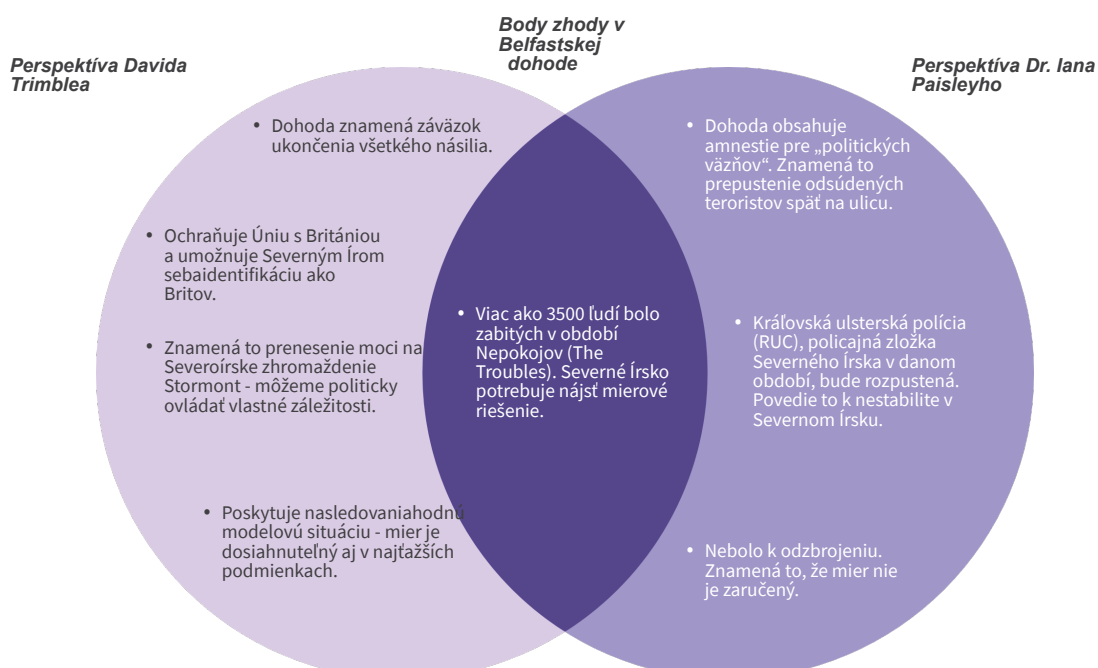 Body zhody v
Belfastskej
dohode
Perspektíva Davida
Trimblea
Perspektíva Dr. Iana
Paisleyho
• Dohoda znamená záväzok
ukončenia všetkého násilia.
• Ochraňuje Úniu s Britániou
a umožnuje Severným Írom
sebaidentifikáciu ako
Britov.
• Znamená to prenesenie moci na
Severoírske zhromaždenie
Stormont - môžeme politicky
ovládať vlastné záležitosti.
• Poskytuje nasledovaniahodnú
modelovú situáciu - mier je
dosiahnuteľný aj v najťažších
podmienkach.
• Viac ako 3500 ľudí bolo
zabitých v období
Nepokojov (The
Troubles). Severné Írsko
potrebuje nájsť mierové
riešenie.
• Dohoda obsahuje
amnestie pre „politických
väzňov“. Znamená to
prepustenie odsúdených
teroristov späť na ulicu.
• Kráľovská ulsterská polícia
(RUC), policajná zložka
Severného Írska v danom
období, bude rozpustená.
Povedie to k nestabilite v
Severnom Írsku.
• Nebolo k odzbrojeniu.
Znamená to, že mier nie
je zaručený.